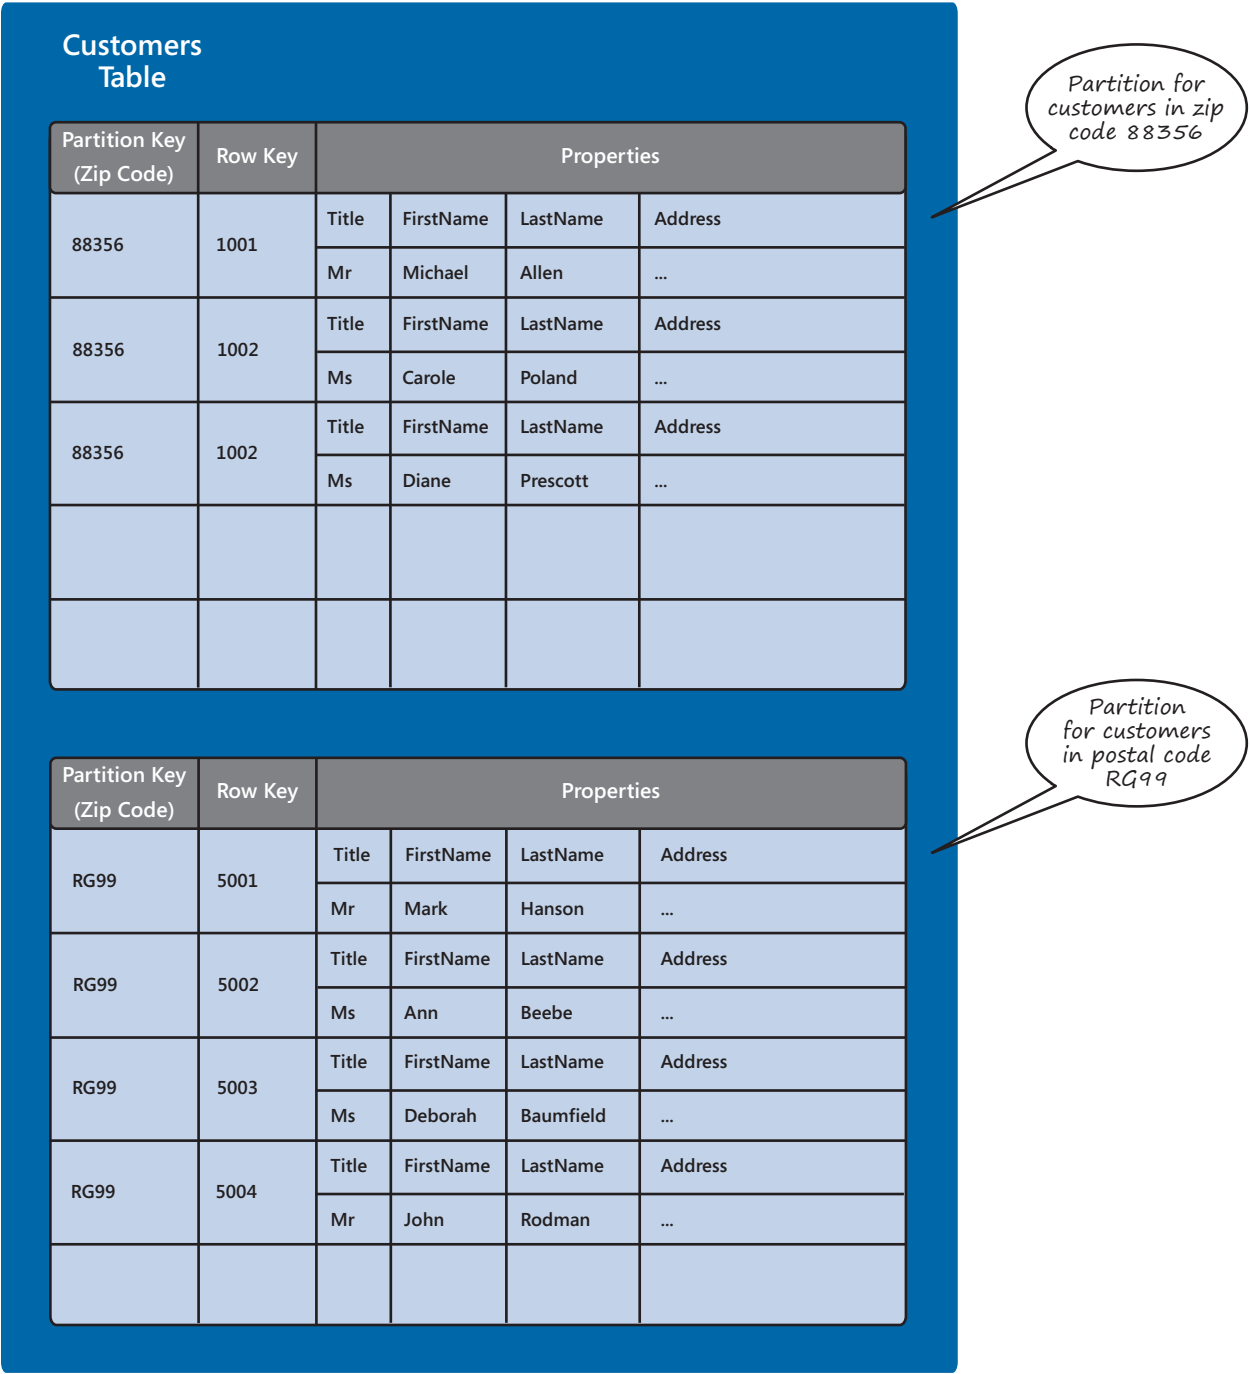 Customers
Table
Partition for
customers in zip
code 88356
Partition Key
(Zip Code)
Row Key
Properties
88356
1001
Title FirstName LastName Address
Mr Michael Allen ...
88356
1002
Title FirstName LastName Address
Ms Carole Poland ...
88356
1002
Title FirstName LastName Address
Ms Diane Prescott ...
Partition
for customers
in postal code
RG99
Partition Key
(Zip Code)
Row Key
Properties
RG99
5001
Title FirstName LastName Address
Mr Mark Hanson ...
RG99
5002
Title FirstName LastName Address
Ms Ann Beebe ...
RG99
5003
Title FirstName LastName Address
Ms Deborah Baumfield ...
RG99
5004
Title FirstName LastName Address
Mr John Rodman ...